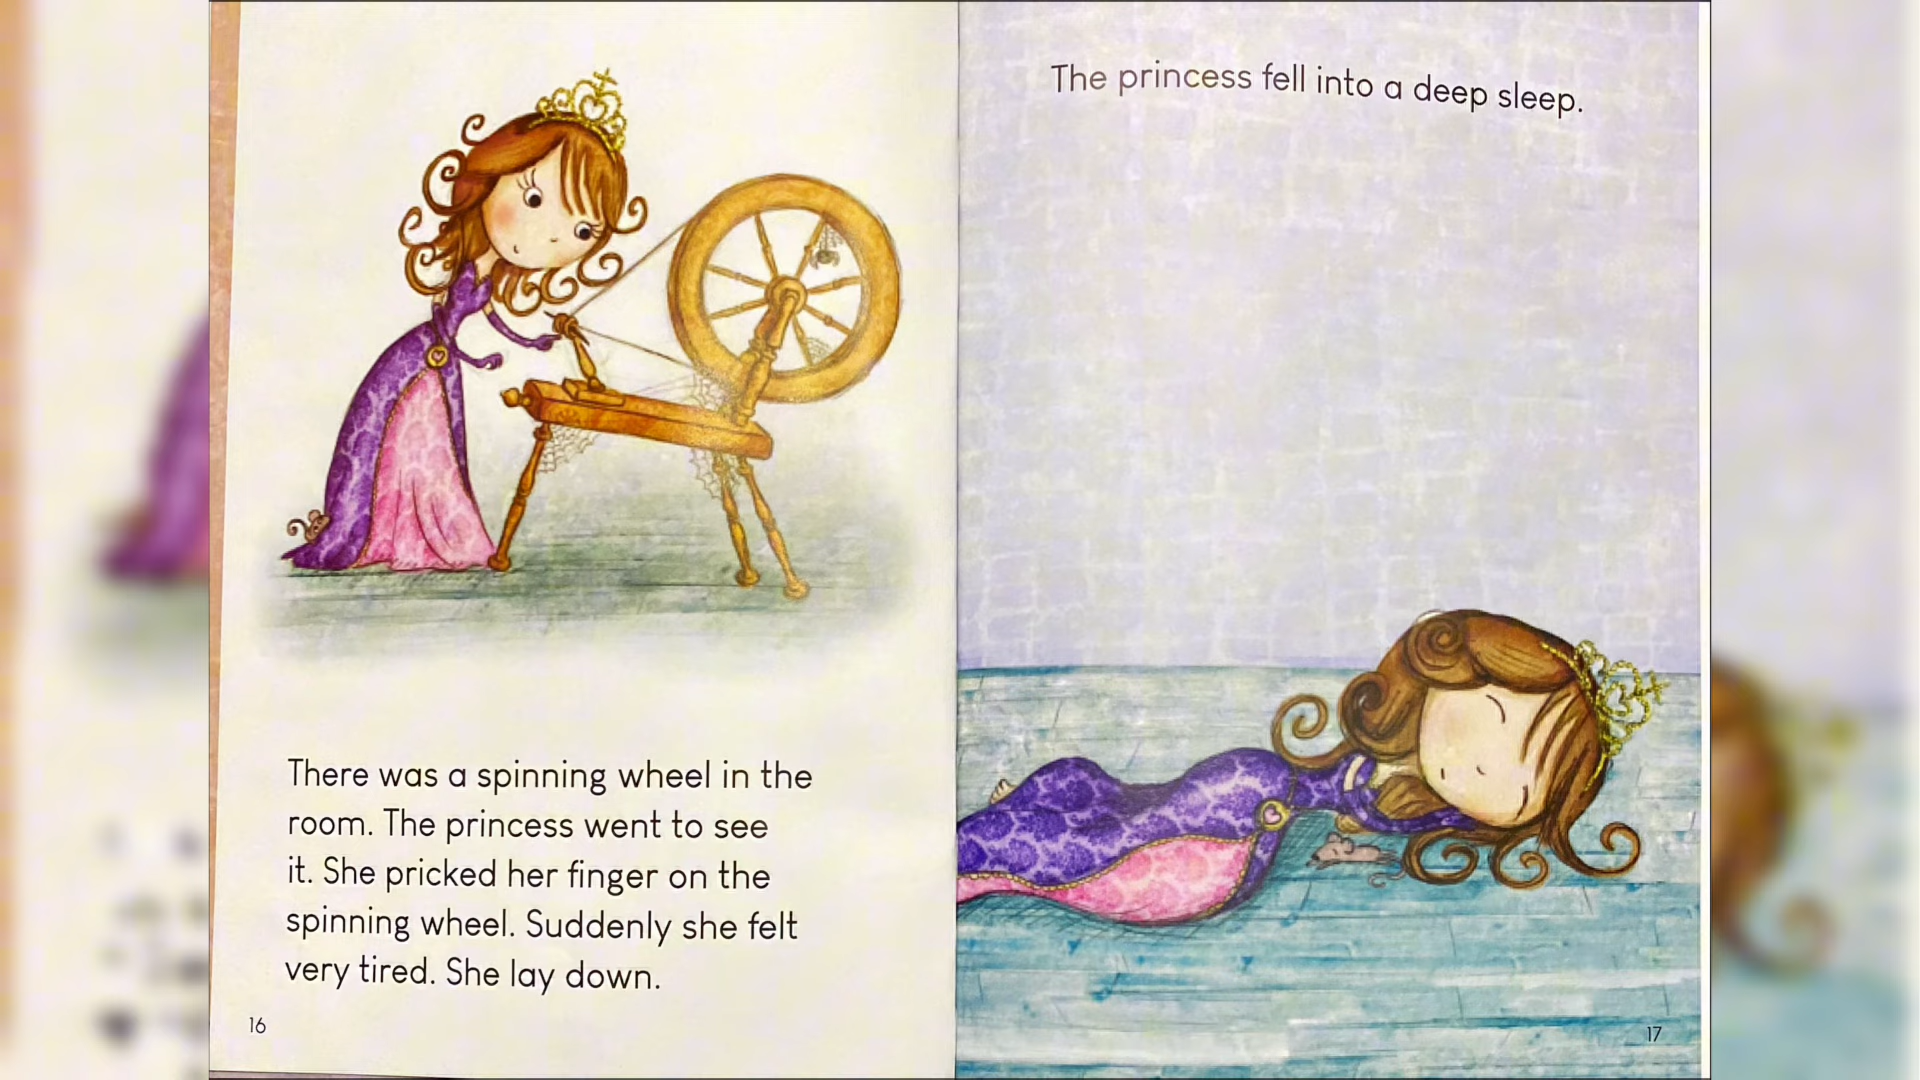 There was a spinning wheel in the
room. The princess went to see
it. She pricked her finger on the
spinning wheel. Suddenly she felt
very tired. She lay down.
16
The princess fell into a deep sleep.
17